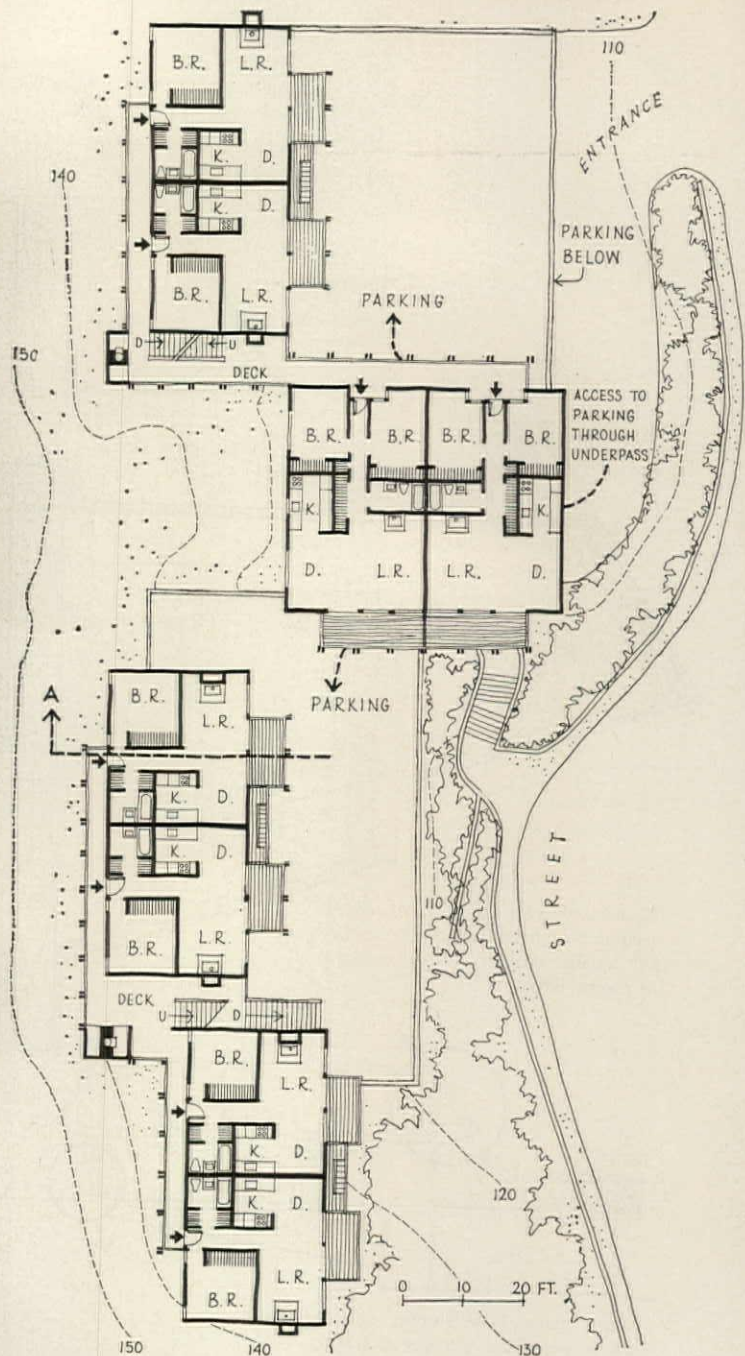 110
B.R.
L.R.
ENTRANCE
K. D.
140
K. D.
PARKING
BELOW
B.R.
L.R.
PARKING
150
D U
DECK
ACCESS TO
PARKING
THROUGH
UNDERPASS
B.R. B.R. B.R. B.R.
K. K.
D. L.R. L.R. D.
A
PARKING
B.R. L.R.
K. D.
K. D.
110
STREET
B.R. L.R.
DECK
U D
B.R. L.R.
K. D.
K. D.
120
L.R.
B.R.
0 10 20 FT.
150 140 130